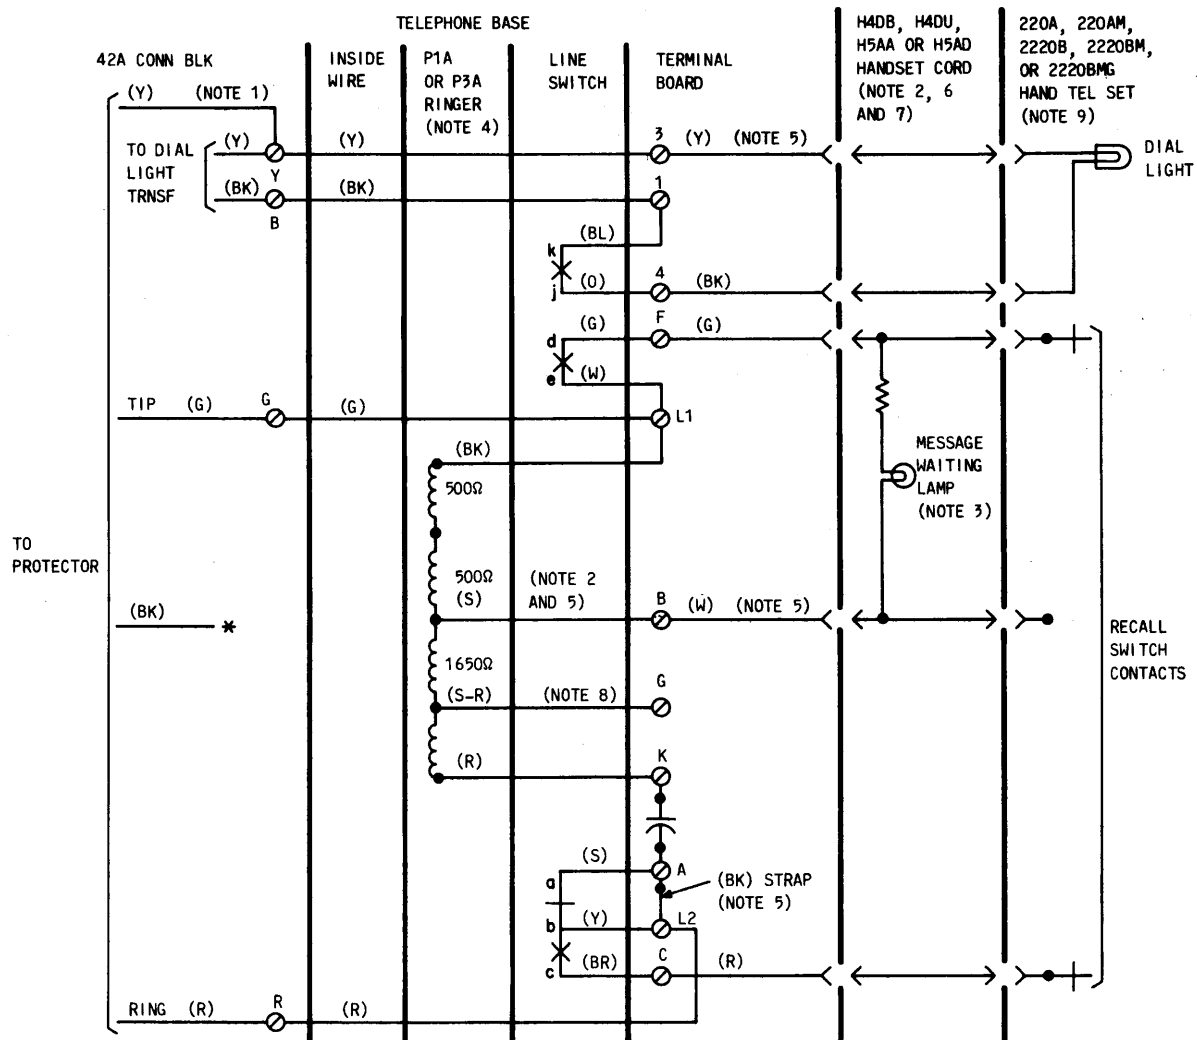 TELEPHONE BASE
42A CONN BLK
INSIDE
WIRE
P1A
OR P3A
RINGER
(NOTE 4)
LINE
SWITCH
TERMINAL
BOARD
H4DB, H4DU,
H5AA OR H5AD
HANDSET CORD
(NOTE 2, 6
AND 7)
220A, 220AM,
2220B, 2220BM,
OR 2220BMG
HAND TEL SET
(NOTE 9)
(Y) (NOTE 1)
TO DIAL
LIGHT
TRNSF
(Y)
Y
(Y)
3
(Y) (NOTE 5)
DIAL
LIGHT
(BK)
B
(BK)
1
(BL)
k
j
(O)
4
(BK)
F
(G)
(G)
d
e
(W)
TIP (G)
G
(G)
L1
(BK)
500Ω
MESSAGE
WAITING
LAMP
(NOTE 3)
TO
PROTECTOR
500Ω
(S)
(NOTE 2
AND 5)
B
(W) (NOTE 5)
(BK)
*
RECALL
SWITCH
CONTACTS
1650Ω
(S-R)
(NOTE 8)
G
(R)
K
(S)
A
a
(BK) STRAP
(NOTE 5)
b
(Y)
L2
c
(BR)
C
(R)
RING (R)
R
(R)